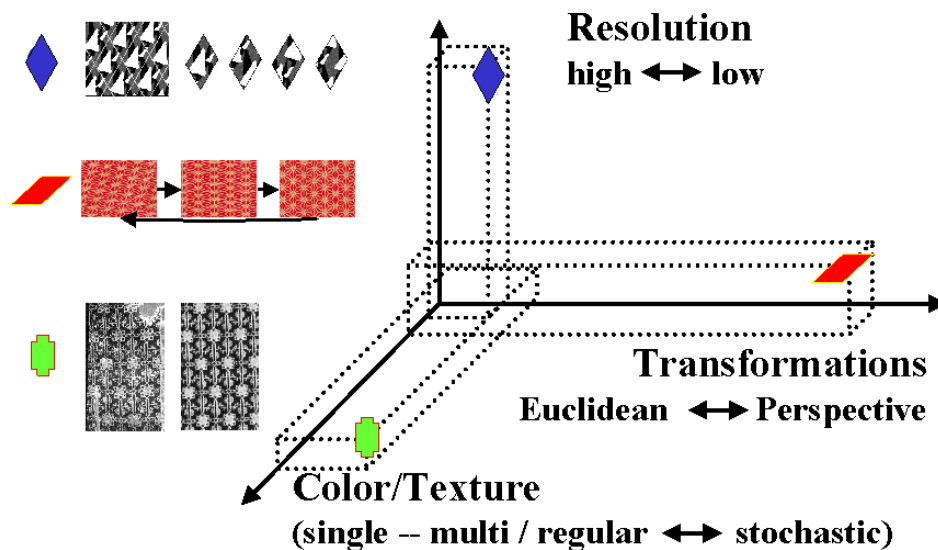 Resolution
high ⟷ low
Transformations
Euclidean ⟷ Perspective
Color/Texture
(single -- multi / regular ⟷ stochastic)